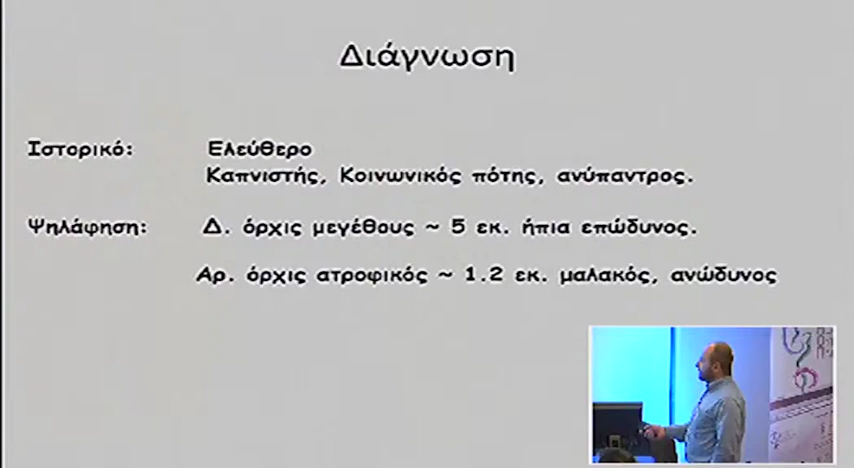 Διάγνωση
Ιστορικό: Ελεύθερο
Καπνιστής, Κοινωνικός πότης, ανύπαντρος.
Ψηλάφηση: Δ. όρχις μεγέθους ~ 5 εκ. ήπια επώδυνος.
Αρ. όρχις ατροφικός ~ 1.2 εκ. μαλακός, ανώδυνος